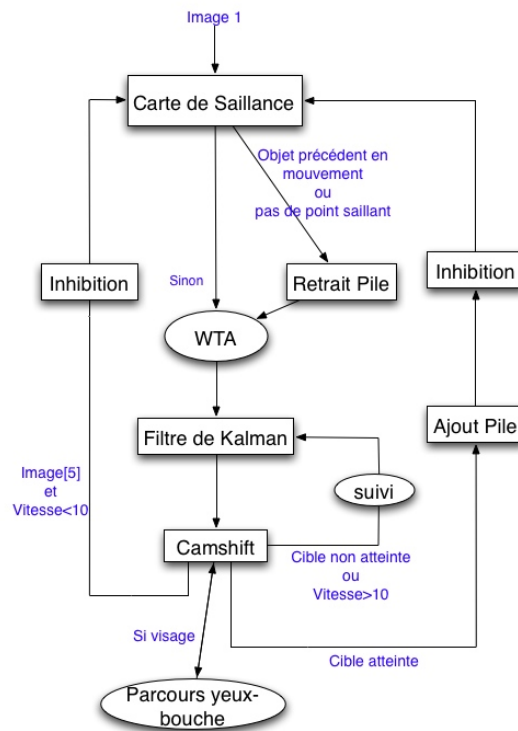 Image 1
Carte de Saillance
Objet précédent en
mouvement
ou
pas de point saillant
Inhibition
Sinon
Retrait Pile
Inhibition
WTA
Filtre de Kalman
Ajout Pile
Image[5]
et
Vitesse<10
suivi
Camshift
Cible non atteinte
ou
Vitesse>10
Si visage
Cible atteinte
Parcours yeux-
bouche